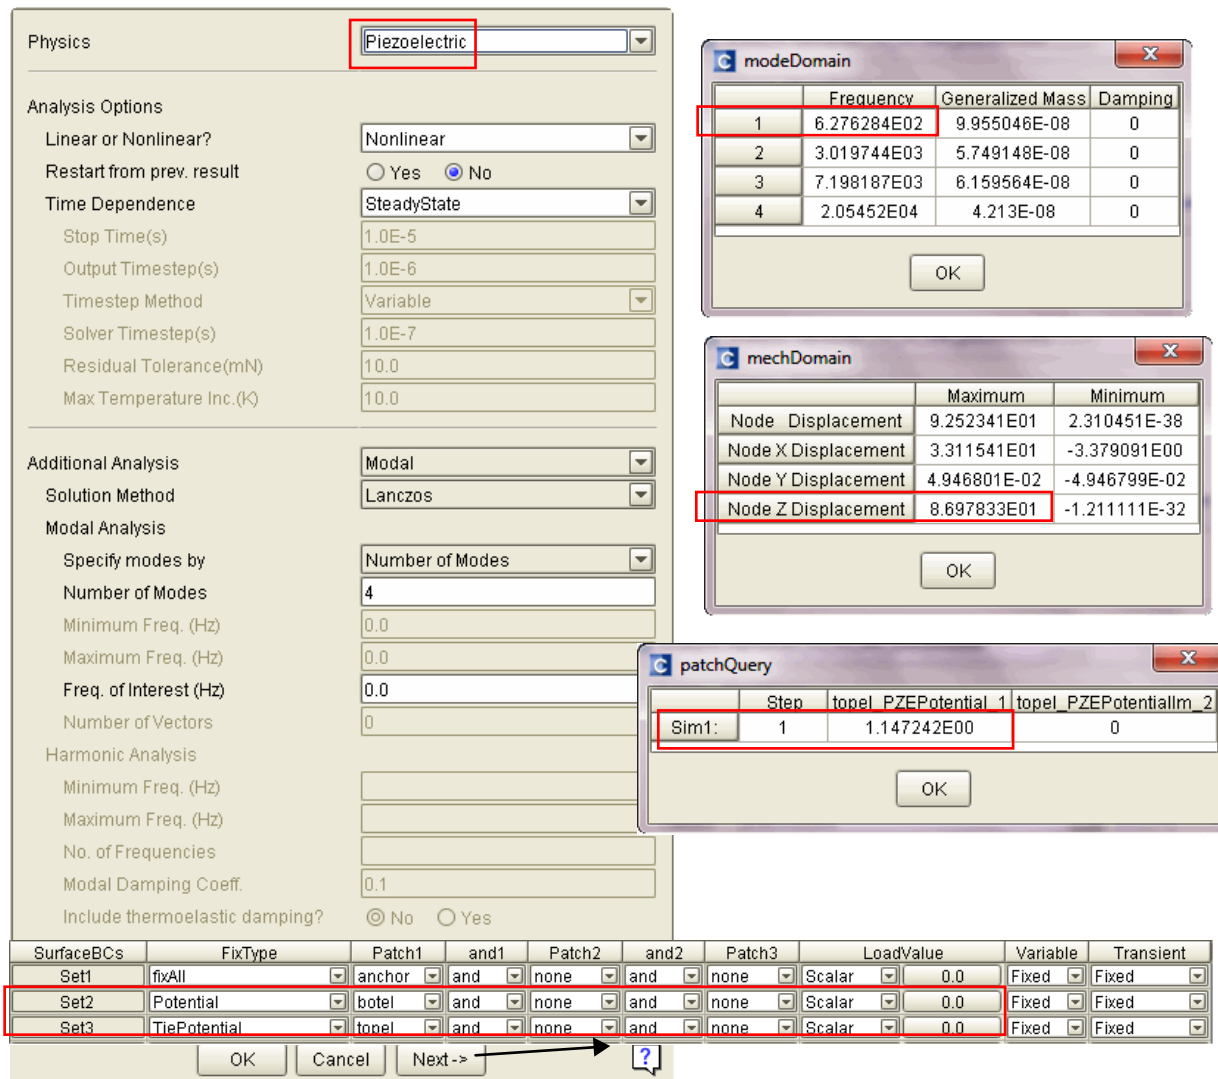 Physics Piezoelectric
Analysis Options
Linear or Nonlinear? Nonlinear
Restart from prev. result Yes No
Time Dependence SteadyState
Stop Time(s) 1.0E-5
Output Timestep(s) 1.0E-6
Timestep Method Variable
Solver Timestep(s) 1.0E-7
Residual Tolerance(mN) 10.0
Max Temperature Inc.(K) 10.0
Additional Analysis Modal
Solution Method Lanczos
Modal Analysis
Specify modes by Number of Modes
Number of Modes 4
Minimum Freq. (Hz) 0.0
Maximum Freq. (Hz) 0.0
Freq. of Interest (Hz) 0.0
Number of Vectors 0
Harmonic Analysis
Minimum Freq. (Hz)
Maximum Freq. (Hz)
No. of Frequencies
Modal Damping Coeff. 0.1
Include thermoelastic damping? No Yes
modeDomain
Frequency Generalized Mass Damping
1 6.276284E02 9.955046E-08 0
2 3.019744E03 5.749148E-08 0
3 7.198187E03 6.159564E-08 0
4 2.05452E04 4.213E-08 0
OK
mechDomain
Maximum Minimum
Node Displacement 9.252341E01 2.310451E-38
Node X Displacement 3.311541E01 -3.379091E00
Node Y Displacement 4.946801E-02 -4.946799E-02
Node Z Displacement 8.697833E01 -1.211111E-32
OK
patchQuery
Step topel_PZEPotential_1 topel_PZEPotentialIm_2
Sim1: 1 1.147242E00 0
OK
SurfaceBCs FixType Patch1 and1 Patch2 and2 Patch3 LoadValue Variable Transient
Set1 fixAll anchor and none and none Scalar 0.0 Fixed Fixed
Set2 Potential botel and none and none Scalar 0.0 Fixed Fixed
Set3 TiePotential topel and none and none Scalar 0.0 Fixed Fixed
OK Cancel Next-> ?